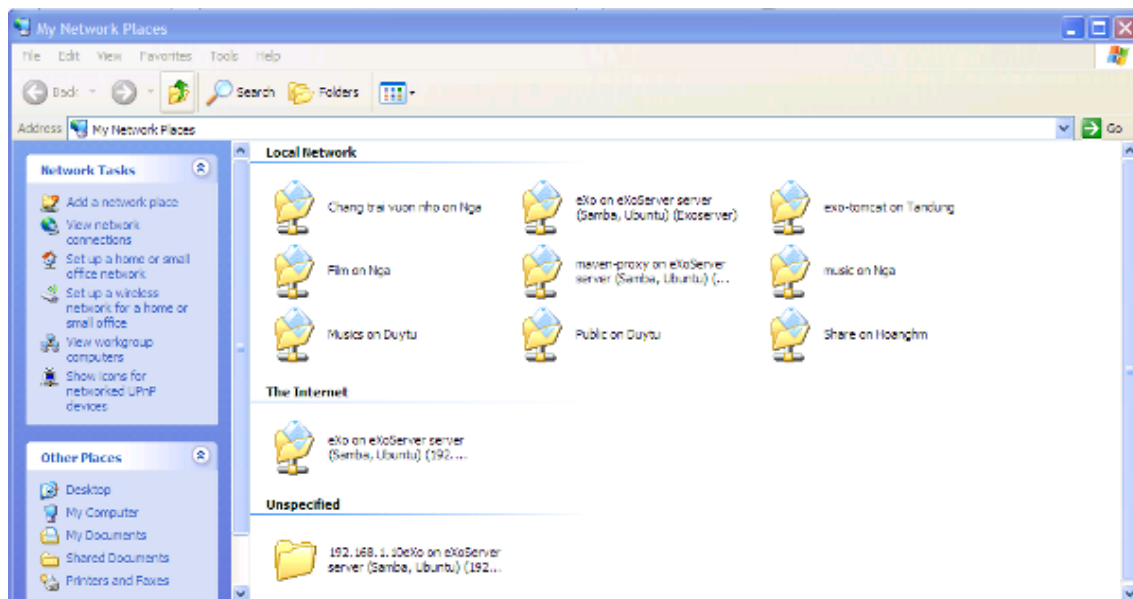 My Network Places
File Edit View Favorites Tools Help
Back Search Folders
Address My Network Places Go
Network Tasks
Add a network place
View network
connections
Set up a home or small
office network
Set up a wireless
network for a home or
small office
View workgroup
computers
Show icons for
networked UPnP
devices
Other Places
Desktop
My Computer
My Documents
Shared Documents
Printers and Faxes
Local Network
Chang trai vuon nho on Nga
eXo on eXoServer server
(Samba, Ubuntu) (Exoserver)
exo-tomcat on Tandung
Film on Nga
maven-proxy on eXoServer
server (Samba, Ubuntu) (...
music on Nga
Musics on Duytu
Public on Duytu
Share on Hoanghm
The Internet
eXo on eXoServer server
(Samba, Ubuntu) (192....
Unspecified
192.168.1.10eXo on eXoServer
server (Samba, Ubuntu) (192...